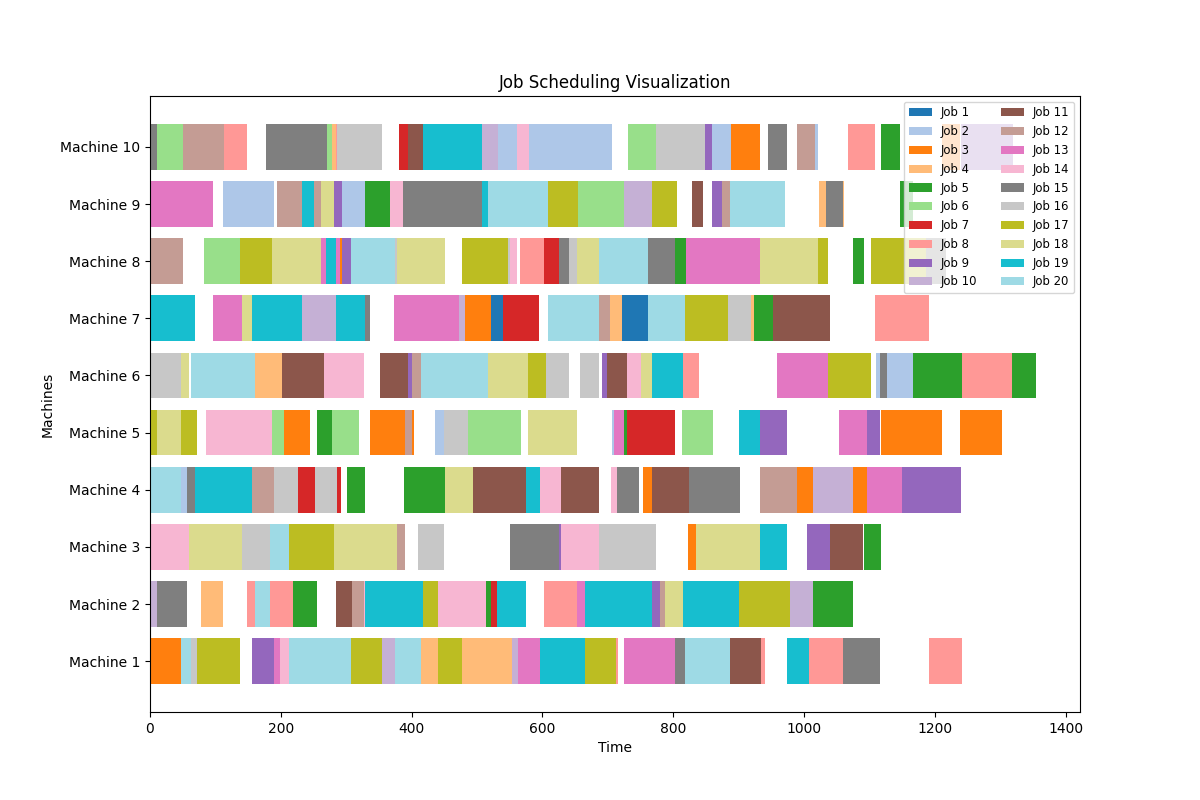 Job Scheduling Visualization
Machine 10
Machine 9
Machine 8
Machine 7
Machine 6
Machine 5
Machine 4
Machine 3
Machine 2
Machine 1
Machines
0 200 400 600 800 1000 1200 1400
Time
Job 1
Job 2
Job 3
Job 4
Job 5
Job 6
Job 7
Job 8
Job 9
Job 10
Job 11
Job 12
Job 13
Job 14
Job 15
Job 16
Job 17
Job 18
Job 19
Job 20